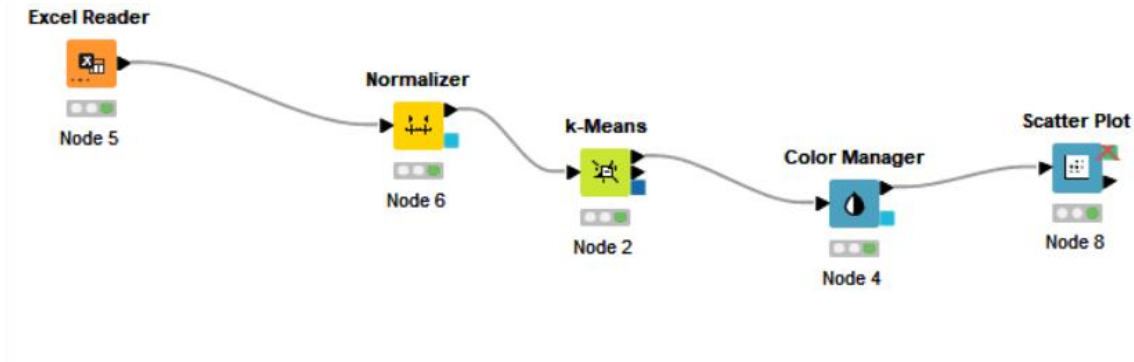 Excel Reader
Node 5
Normalizer
Node 6
k-Means
Node 2
Color Manager
Node 4
Scatter Plot
Node 8